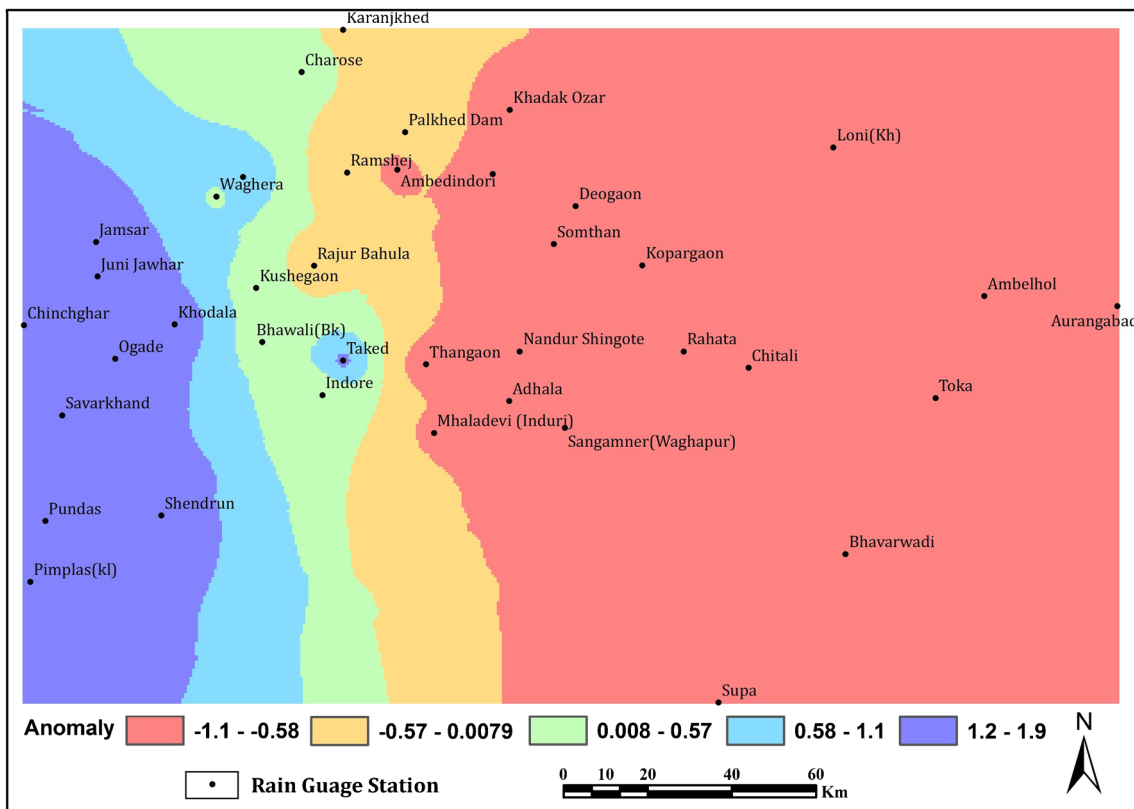 Karanjkhed
Charose
Khadak Ozar
Palkhed Dam
Loni(Kh)
Ramshej
Ambedindori
Waghera
Deogaon
Jamsar
Somthan
Rajur Bahula
Kopargaon
Juni Jawhar
Kushegaon
Ambelhol
Chinchghar
Khodala
Aurangabad
Bhawali(Bk)
Ogade
Taked
Thangaon
Nandur Shingote
Rahata
Chitali
Indore
Adhala
Toka
Savarkhand
Mhaladevi (Induri)
Sangamner(Waghapur)
Pundas
Shendrun
Bhavarwadi
Pimplas(kl)
Supa
Anomaly -1.1 - -0.58 -0.57 - 0.0079 0.008 - 0.57 0.58 - 1.1 1.2 - 1.9
N
Rain Guage Station
0 10 20 40 60
Km